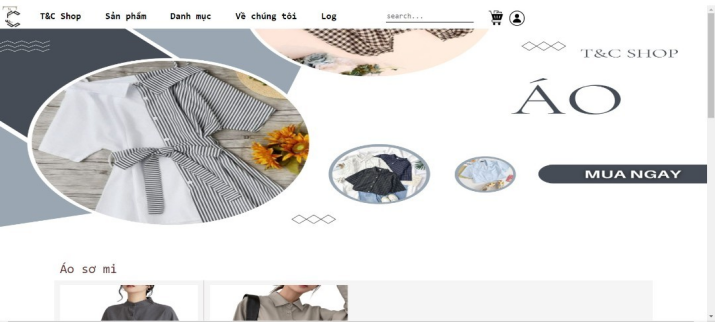 T&C Shop Sản phẩm Danh mục Về chúng tôi Log search...
T&C SHOP
ÁO
MUA NGAY
Áo sơ mi